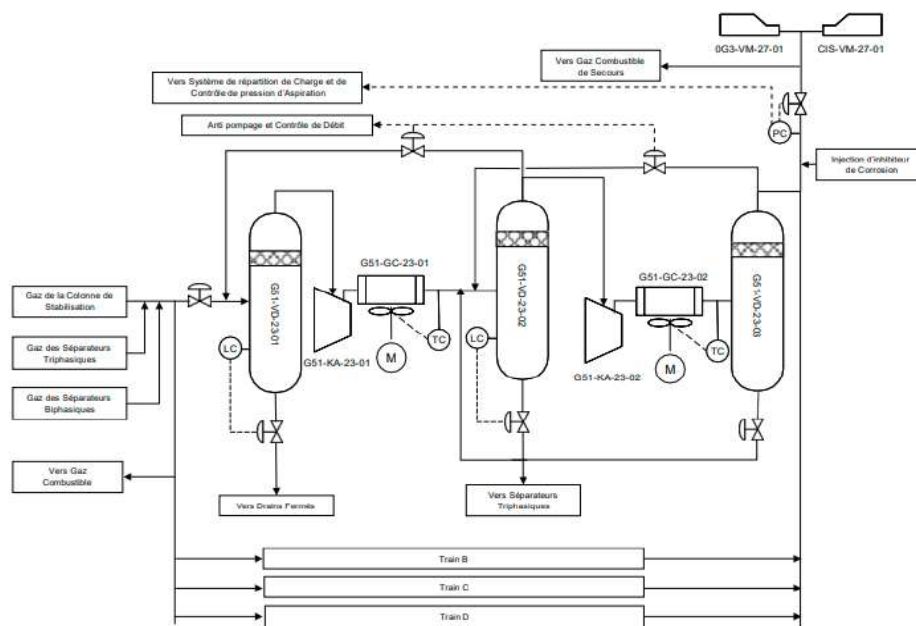 0G3-VM-27-01
CIS-VM-27-01
Vers Gaz Combustible
de Secours
Vers Système de répartition de Charge et de
Contrôle de pression d'Aspiration
PC
Anti pompage et Contrôle de Débit
Injection d'inhibiteur
de Corrosion
G51-VD-23-01
G51-GC-23-01
G51-VD-23-02
G51-GC-23-02
G51-VD-23-03
Gaz de la Colonne de
Stabilisation
Gaz des Séparateurs
Triphasiques
Gaz des Séparateurs
Biphasiques
LC
TC
M
G51-KA-23-01
LC
TC
M
G51-KA-23-02
Vers Gaz
Combustible
Vers Drains Fermés
Vers Séparateurs
Triphasiques
Train B
Train C
Train D